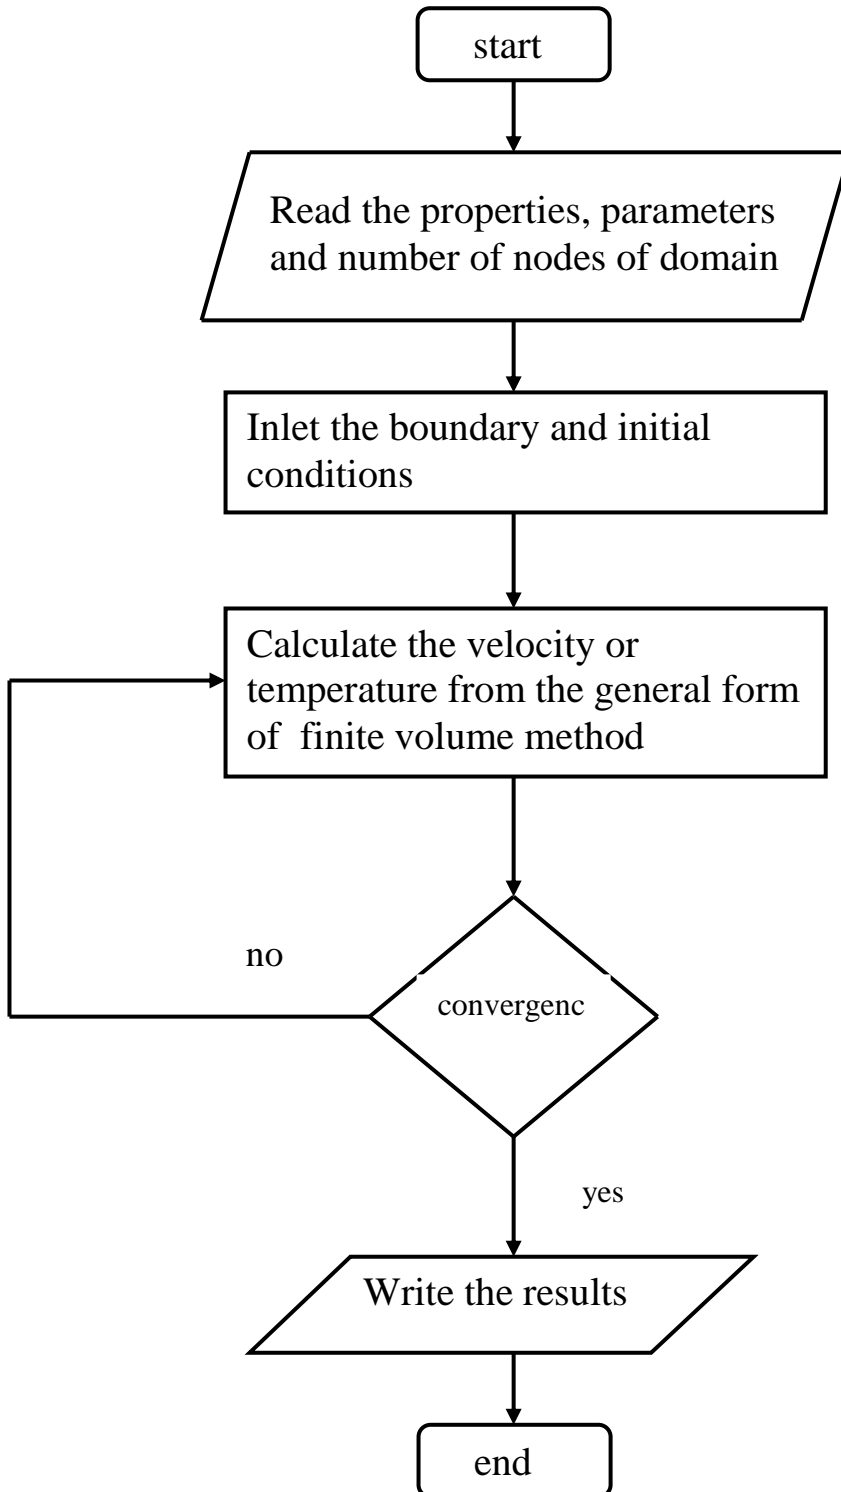 start
Read the properties, parameters
and number of nodes of domain
Inlet the boundary and initial
conditions
Calculate the velocity or
temperature from the general form
of  finite volume method
no
convergenc
yes
Write the results
end